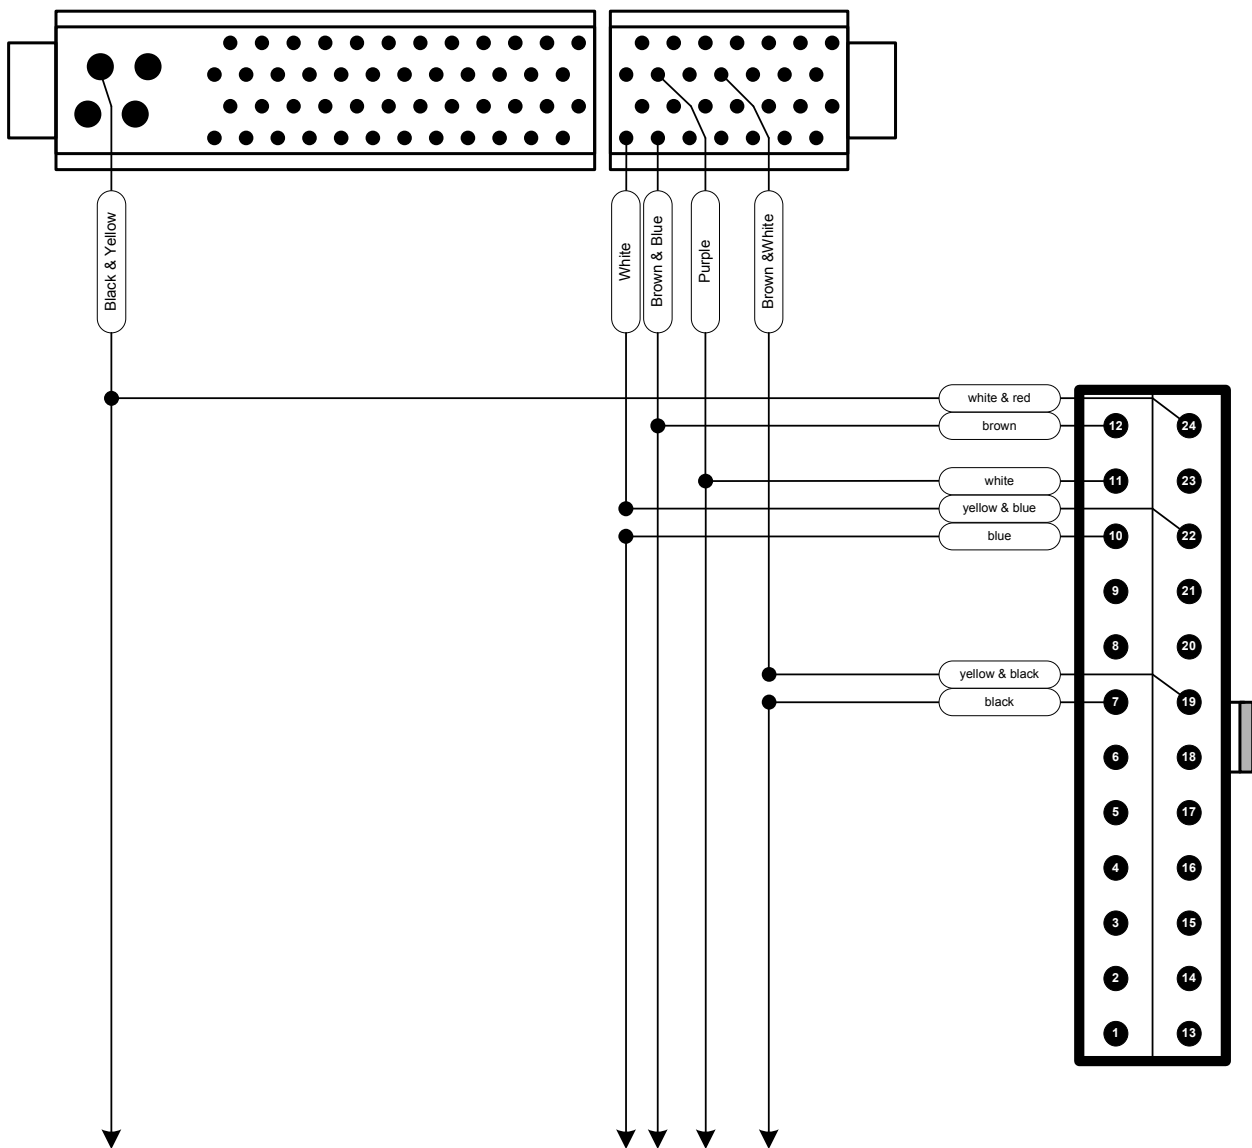 Black & Yellow
White
Brown & Blue
Purple
Brown &White
white & red
brown
white
yellow & blue
blue
yellow & black
black
12 24
11 23
10 22
9 21
8 20
7 19
6 18
5 17
4 16
3 15
2 14
1 13